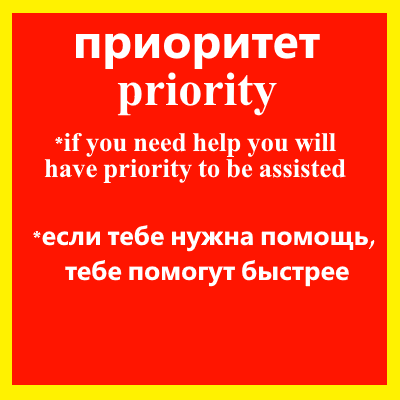 приоритет
priority
*if you need help you will
have priority to be assisted
*если тебе нужна помощь,
тебе помогут быстрее